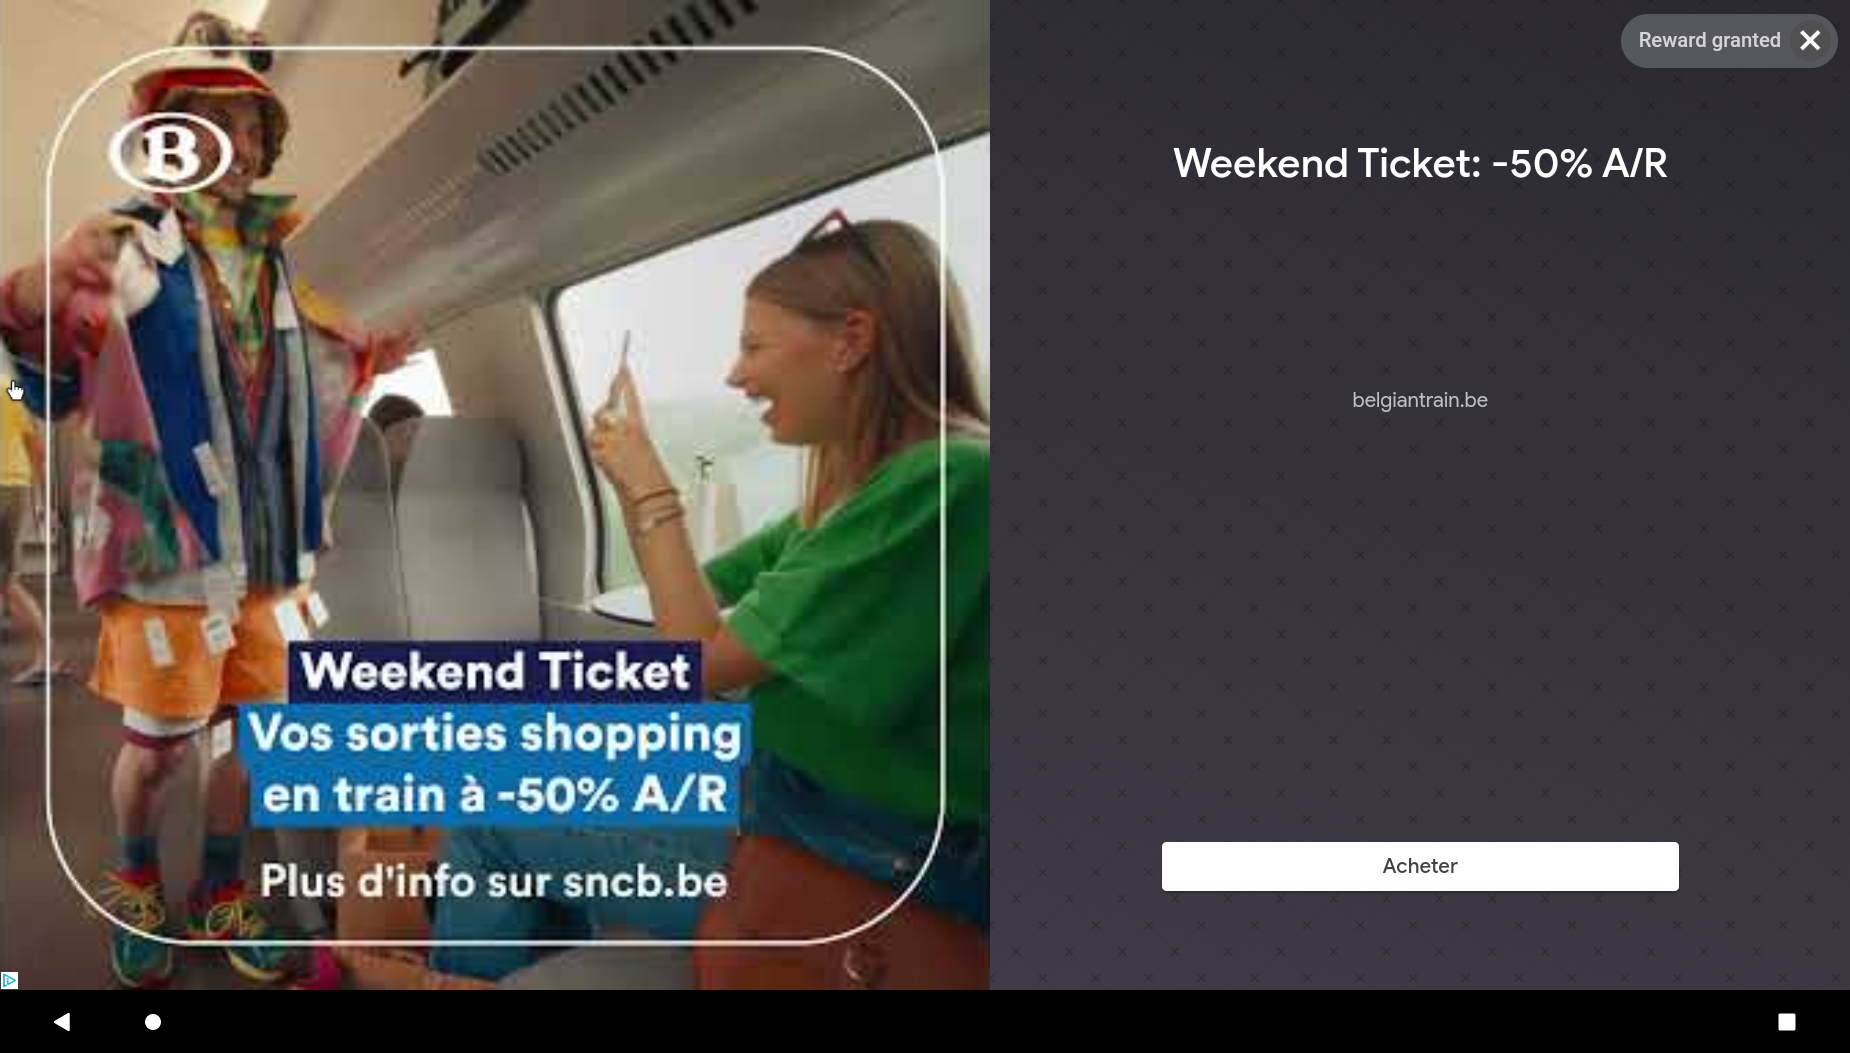 B
Weekend Ticket
Vos sorties shopping
en train à -50% A/R
Plus d'info sur sncb.be
Reward granted
Weekend Ticket: -50% A/R
belgiantrain.be
Acheter